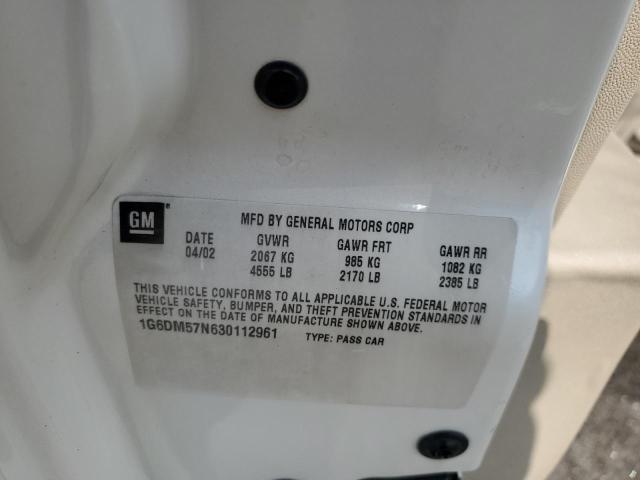 GM
MFD BY GENERAL MOTORS CORP
DATE GVWR GAWR FRT GAWR RR
04/02 2067 KG 985 KG 1082 KG
4555 LB 2170 LB 2385 LB
THIS VEHICLE CONFORMS TO ALL APPLICABLE U.S. FEDERAL MOTOR
VEHICLE SAFETY, BUMPER, AND THEFT PREVENTION STANDARDS IN
EFFECT ON THE DATE OF MANUFACTURE SHOWN ABOVE.
1G6DM57N630112961 TYPE: PASS CAR